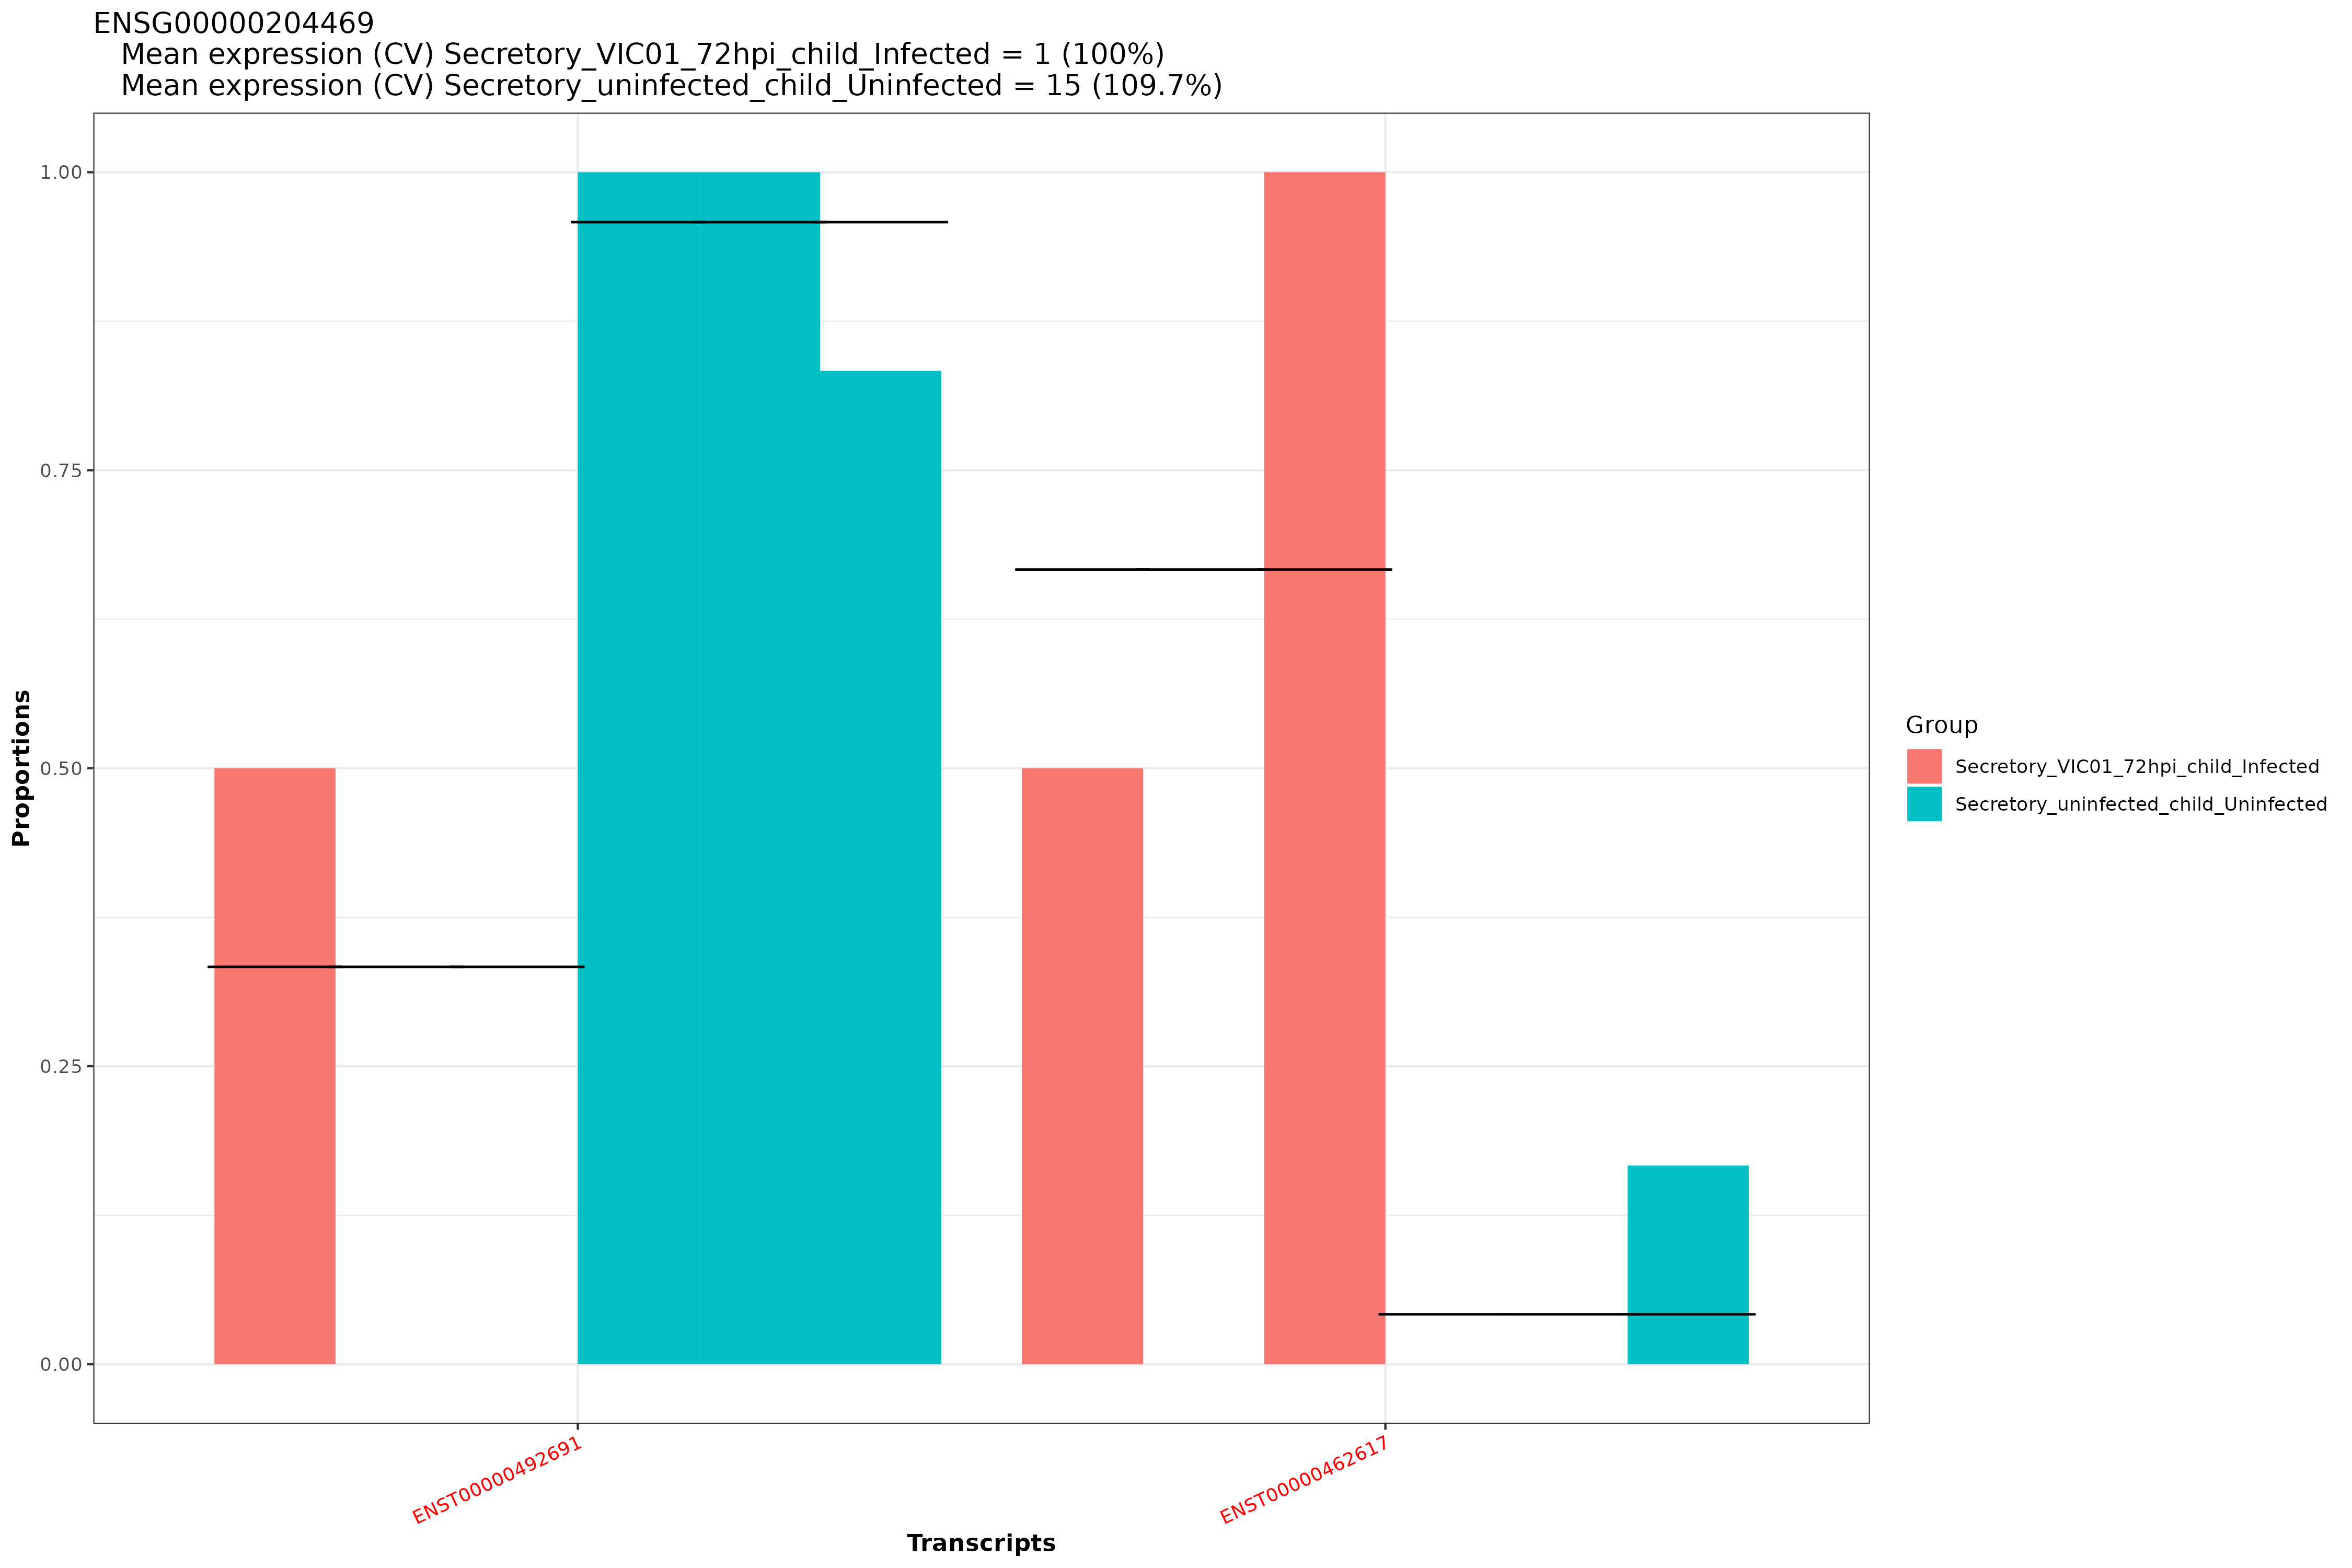 ENSG00000204469
Mean expression (CV) Secretory_VIC01_72hpi_child_Infected = 1 (100%)
Mean expression (CV) Secretory_uninfected_child_Uninfected = 15 (109.7%)
1.00
0.75
0.50
0.25
0.00
Proportions
ENST00000492691
ENST00000462617
Transcripts
Group
Secretory_VIC01_72hpi_child_Infected
Secretory_uninfected_child_Uninfected